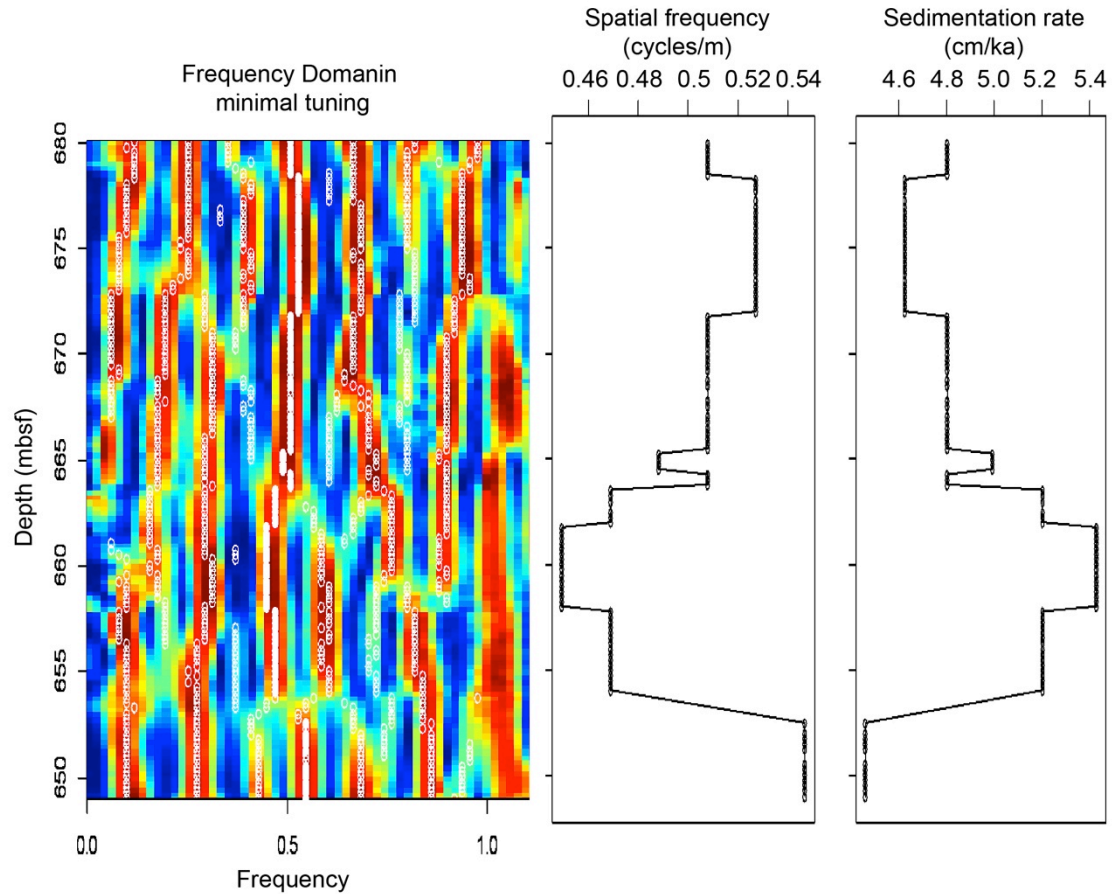 Spatial frequency
(cycles/m)
Sedimentation rate
(cm/ka)
Frequency Domanin
minimal tuning
0.46 0.48 0.5 0.52 0.54
4.6 4.8 5.0 5.2 5.4
Depth (mbsf)
680
675
670
665
660
655
650
0.0 0.5 1.0
Frequency